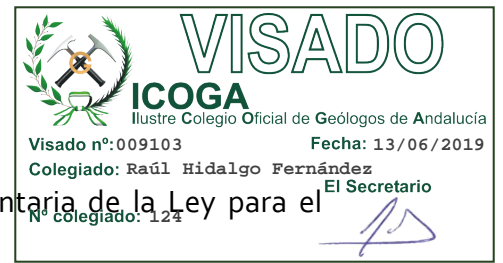 VISADO
ICOGA
Ilustre Colegio Oficial de Geólogos de Andalucía
Visado nº:009103 Fecha: 13/06/2019
Colegiado: Raúl Hidalgo Fernández
El Secretario
ntaria de la Ley para el
Nº colegiado: 124